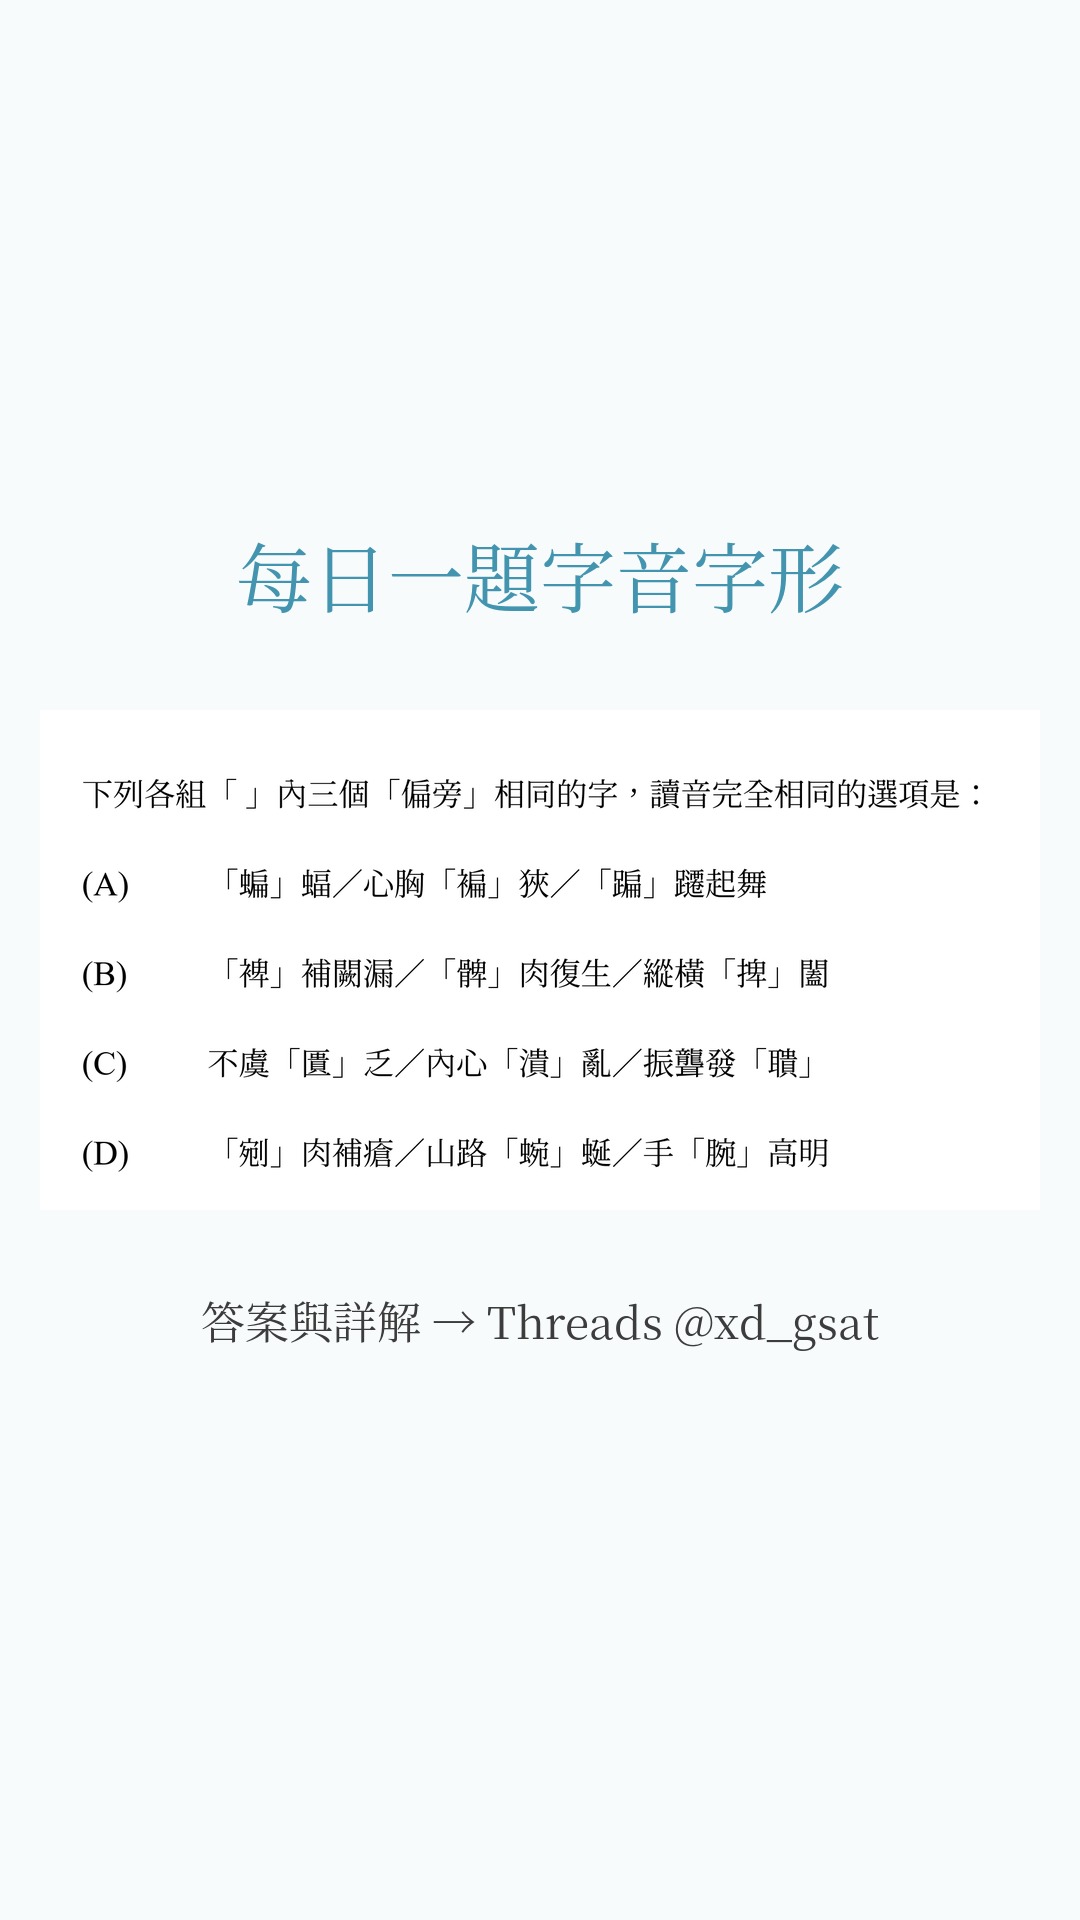 每日一題字音字形
下列各組「 」內三個「偏旁」相同的字，讀音完全相同的選項是：
(A) 「蝙」蝠／心胸「褊」狹／「蹁」躚起舞
(B) 「裨」補闕漏／「髀」肉復生／縱橫「捭」闔
(C) 不虞「匱」乏／內心「潰」亂／振聾發「聵」
(D) 「剜」肉補瘡／山路「蜿」蜒／手「腕」高明
答案與詳解 → Threads @xd_gsat